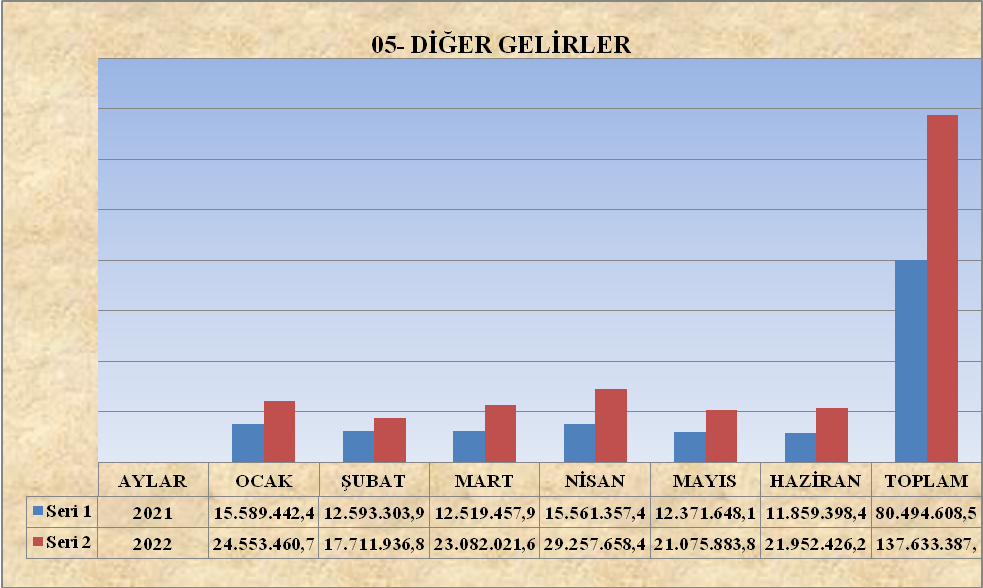 05- DİĞER GELİRLER
AYLAR OCAK ŞUBAT MART NİSAN MAYIS HAZİRAN TOPLAM
Seri 1 2021 15.589.442,4 12.593.303,9 12.519.457,9 15.561.357,4 12.371.648,1 11.859.398,4 80.494.608,5
Seri 2 2022 24.553.460,7 17.711.936,8 23.082.021,6 29.257.658,4 21.075.883,8 21.952.426,2 137.633.387,